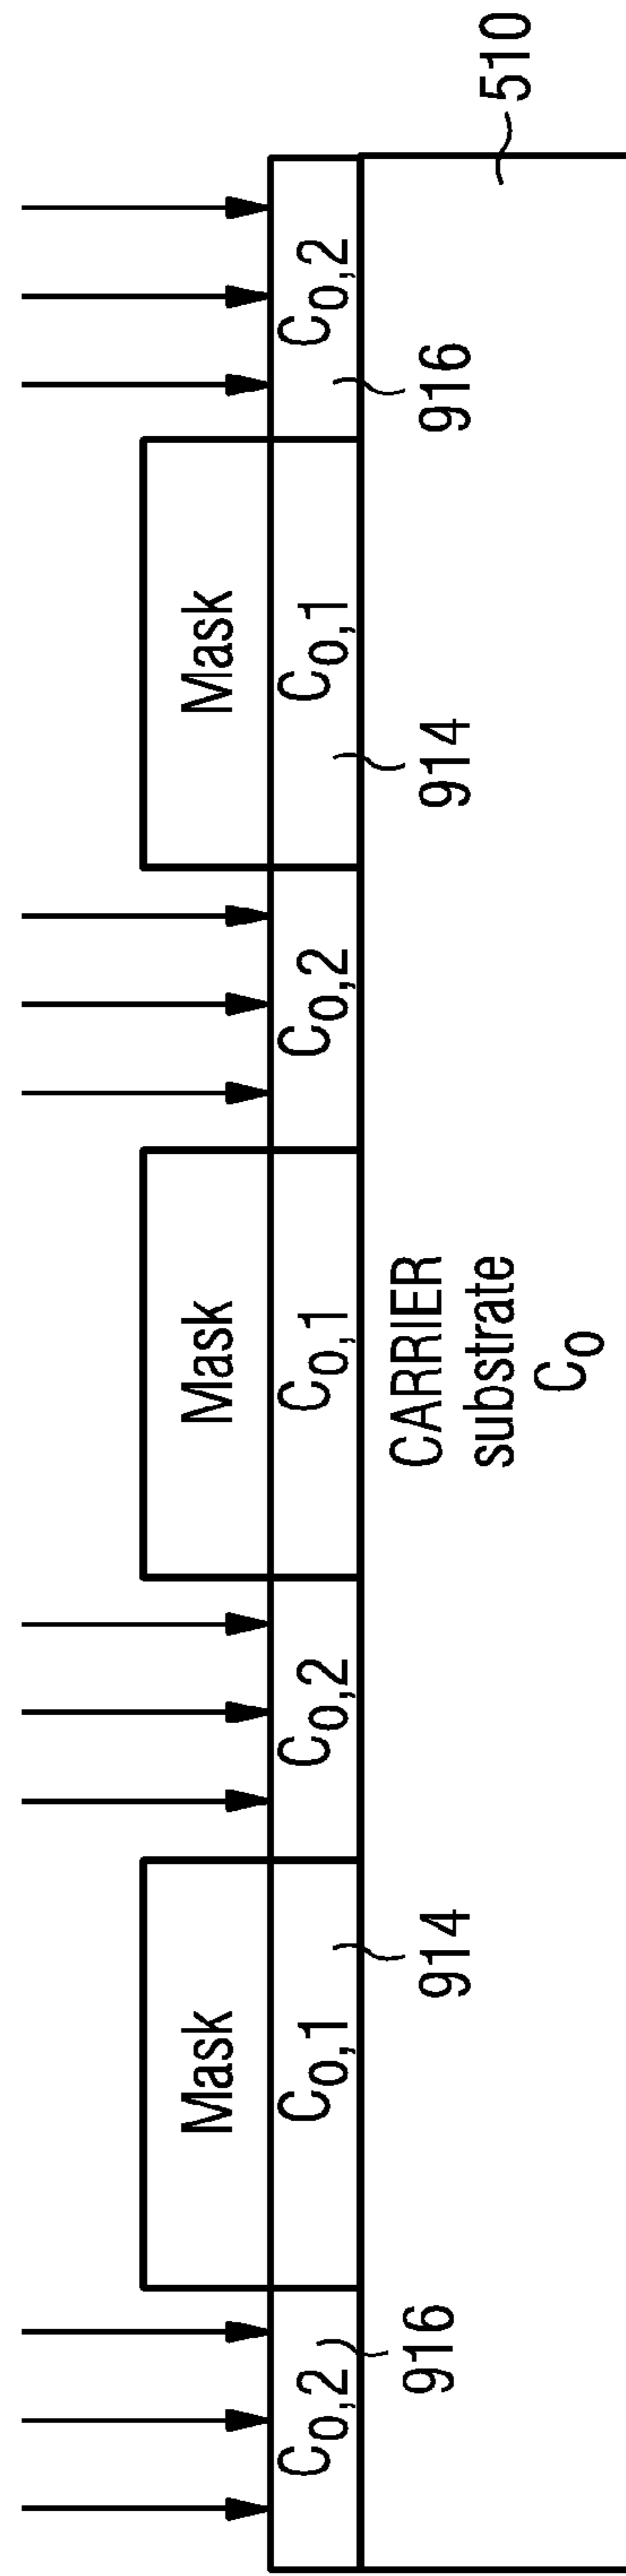 Mask Mask Mask
C0,2 C0,1 C0,2 C0,1 C0,2 C0,1 C0,2
916 914 914 916
CARRIER
substrate
C0
510